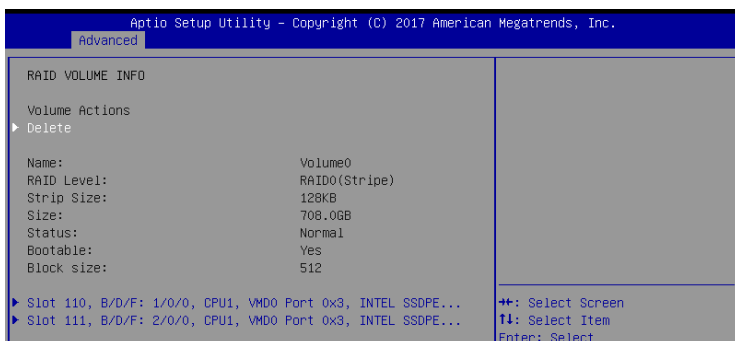 Aptio Setup Utility – Copyright (C) 2017 American Megatrends, Inc.
Advanced
RAID VOLUME INFO
Volume Actions
Delete
Name: Volume0
RAID Level: RAID0(Stripe)
Strip Size: 128KB
Size: 708.0GB
Status: Normal
Bootable: Yes
Block size: 512
Slot 110, B/D/F: 1/0/0, CPU1, VMD0 Port 0x3, INTEL SSDPE...
Slot 111, B/D/F: 2/0/0, CPU1, VMD0 Port 0x3, INTEL SSDPE...
→←: Select Screen
↑↓: Select Item
Enter: Select